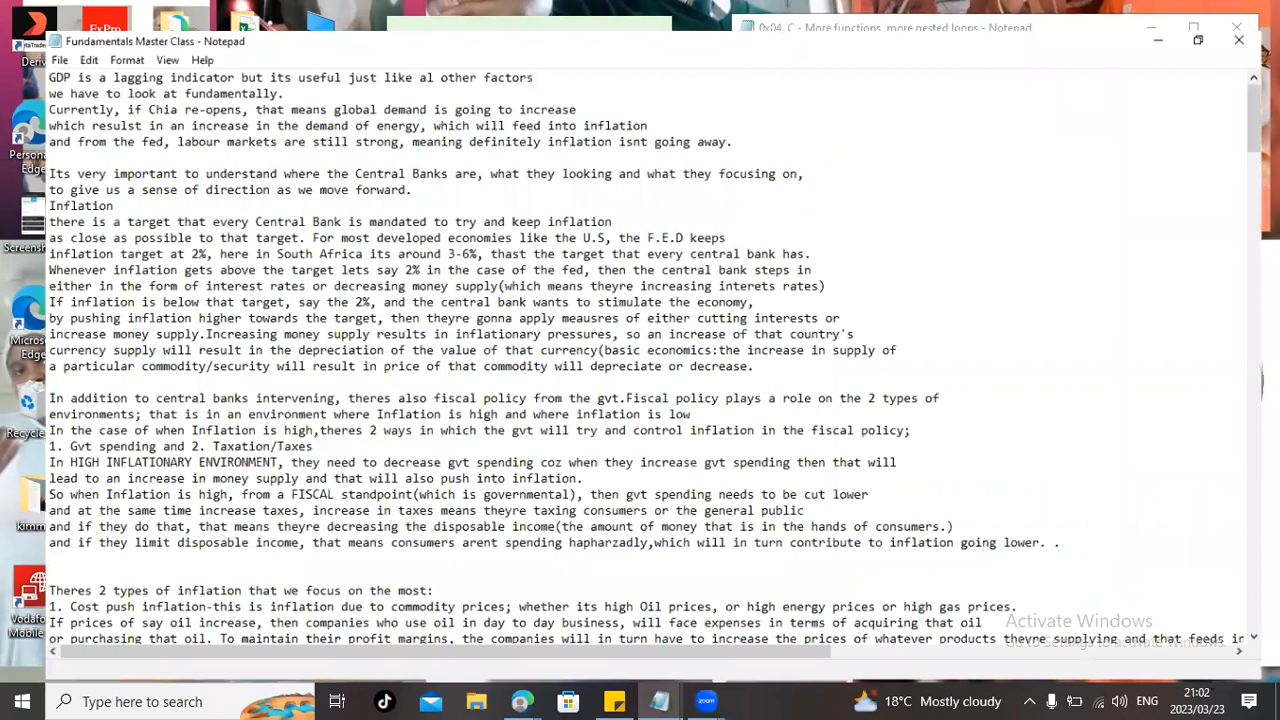 ExPro
Deriv
0x04. C - More functions, more nested loops - Notepad
Fundamentals Master Class - Notepad
File Edit Format View Help
GDP is a lagging indicator but its useful just like al other factors
we have to look at fundamentally.
Currently, if Chia re-opens, that means global demand is going to increase
which resulst in an increase in the demand of energy, which will feed into inflation
and from the fed, labour markets are still strong, meaning definitely inflation isnt going away.
Its very important to understand where the Central Banks are, what they looking and what they focusing on,
to give us a sense of direction as we move forward.
Inflation
there is a target that every Central Bank is mandated to try and keep inflation
as close as possible to that target. For most developed economies like the U.S, the F.E.D keeps
inflation target at 2%, here in South Africa its around 3-6%, thast the target that every central bank has.
Whenever inflation gets above the target lets say 2% in the case of the fed, then the central bank steps in
either in the form of interest rates or decreasing money supply(which means theyre increasing interets rates)
If inflation is below that target, say the 2%, and the central bank wants to stimulate the economy,
by pushing inflation higher towards the target, then theyre gonna apply meausres of either cutting interests or
increase money supply.Increasing money supply results in inflationary pressures, so an increase of that country's
currency supply will result in the depreciation of the value of that currency(basic economics:the increase in supply of
a particular commodity/security will result in price of that commodity will depreciate or decrease.
In addition to central banks intervening, theres also fiscal policy from the gvt.Fiscal policy plays a role on the 2 types of
environments; that is in an environment where Inflation is high and where inflation is low
In the case of when Inflation is high,theres 2 ways in which the gvt will try and control inflation in the fiscal policy;
1. Gvt spending and 2. Taxation/Taxes
In HIGH INFLATIONARY ENVIRONMENT, they need to decrease gvt spending coz when they increase gvt spending then that will
lead to an increase in money supply and that will also push into inflation.
So when Inflation is high, from a FISCAL standpoint(which is governmental), then gvt spending needs to be cut lower
and at the same time increase taxes, increase in taxes means theyre taxing consumers or the general public
and if they do that, that means theyre decreasing the disposable income(the amount of money that is in the hands of consumers.)
and if they limit disposable income, that means consumers arent spending hapharzadly,which will in turn contribute to inflation going lower. .
Theres 2 types of inflation that we focus on the most:
1. Cost push inflation-this is inflation due to commodity prices; whether its high Oil prices, or high energy prices or high gas prices.
If prices of say oil increase, then companies who use oil in day to day business, will face expenses in terms of acquiring that oil
or purchasing that oil. To maintain their profit margins, the companies will in turn have to increase the prices of whatever products theyre supplying and that feeds in
Persona
Edge
Screensh
Micros
Edge
Recycle
kimm
Vodafo
Mobile
Activate Windows
Go to Settings to activate Windows.
Type here to search
zoom
18°C Mostly cloudy
ENG
21:02
2023/03/23